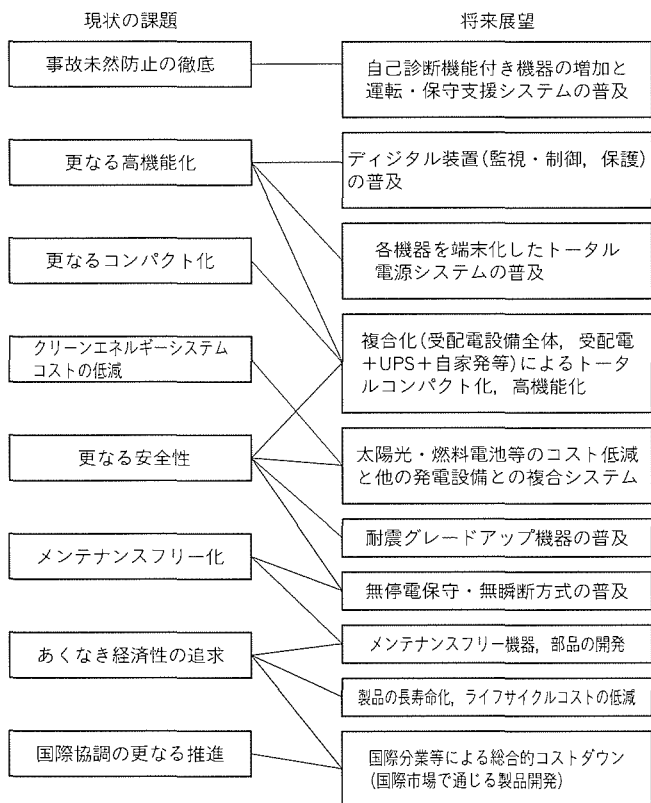 現状の課題
将来展望
事故未然防止の徹底
自己診断機能付き機器の増加と
運転・保守支援システムの普及
更なる高機能化
ディジタル装置(監視・制御, 保護)
の普及
更なるコンパクト化
各機器を端末化したトータル
電源システムの普及
クリーンエネルギーシステム
コストの低減
複合化(受配電設備全体, 受配電
+UPS+自家発等)によるトータ
ルコンパクト化, 高機能化
更なる安全性
太陽光・燃料電池等のコスト低減
と他の発電設備との複合システム
耐震グレードアップ機器の普及
メンテナンスフリー化
無停電保守・無瞬断方式の普及
あくなき経済性の追求
メンテナンスフリー機器, 部品の開発
製品の長寿命化, ライフサイクルコストの低減
国際協調の更なる推進
国際分業等による総合的コストダウン
(国際市場で通じる製品開発)